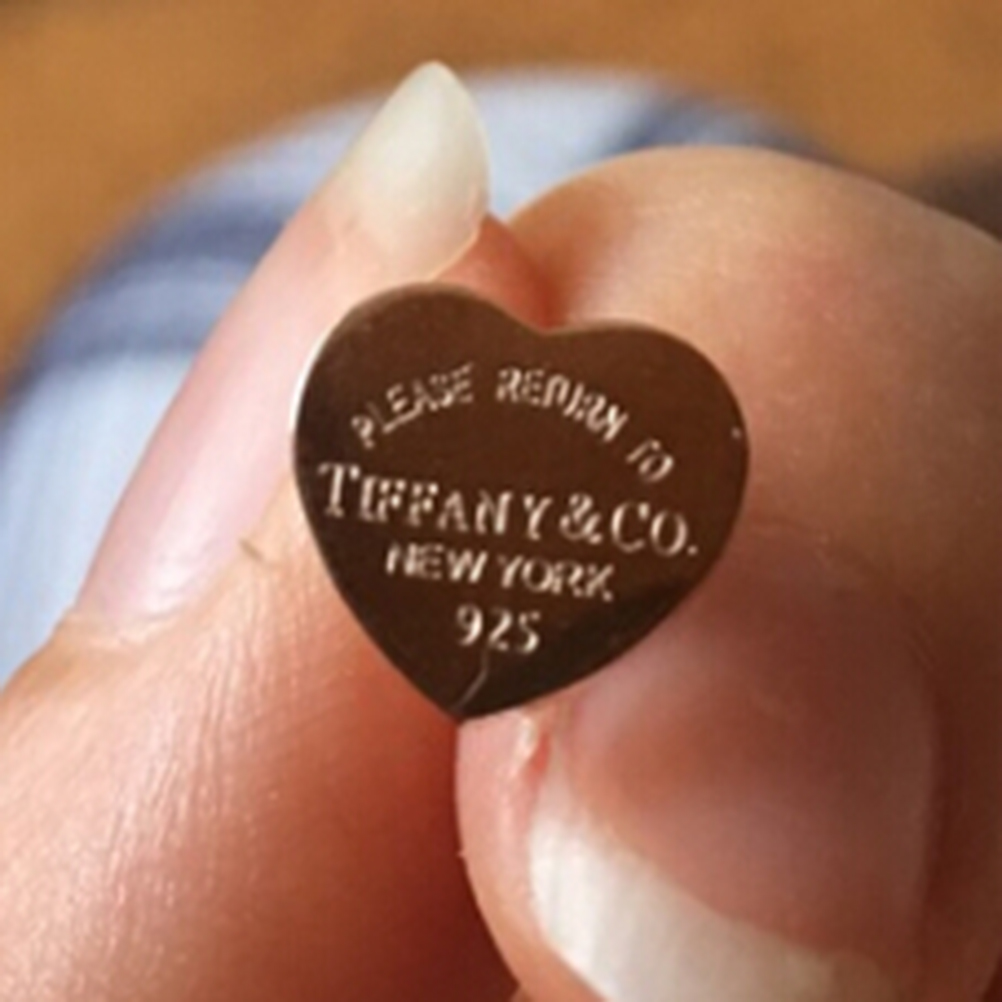 PLEASE RETURN TO
TIFFANY & CO.
NEW YORK
925